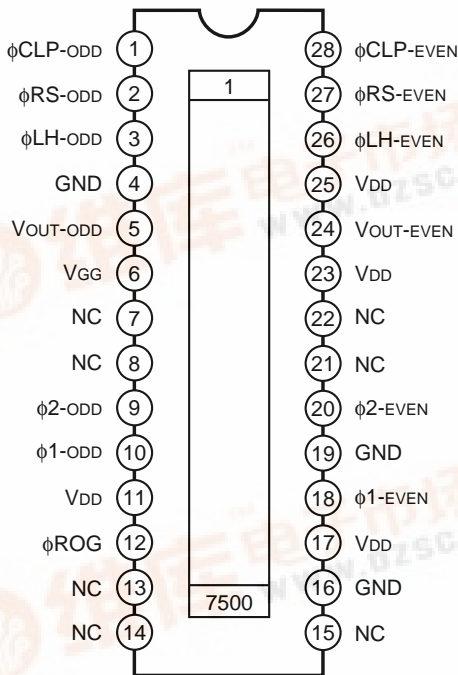 φCLP-ODD 1 28 φCLP-EVEN
φRS-ODD 2 1 27 φRS-EVEN
φLH-ODD 3 26 φLH-EVEN
GND 4 25 VDD
VOUT-ODD 5 24 VOUT-EVEN
VGG 6 23 VDD
NC 7 22 NC
NC 8 21 NC
φ2-ODD 9 20 φ2-EVEN
φ1-ODD 10 19 GND
VDD 11 18 φ1-EVEN
φROG 12 17 VDD
NC 13 7500 16 GND
NC 14 15 NC